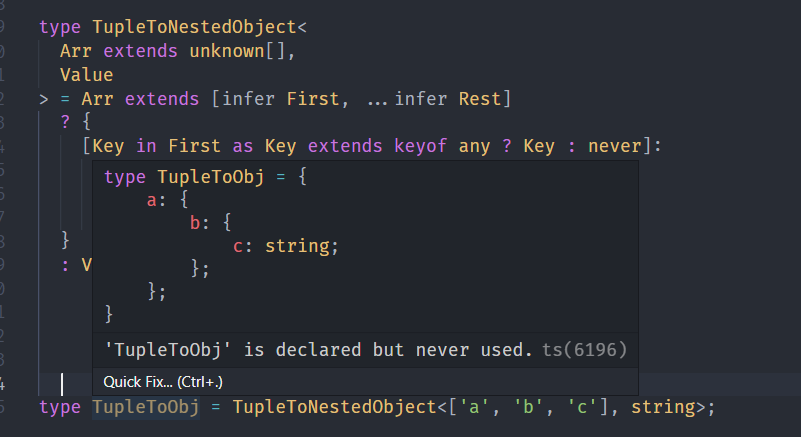 type TupleToNestedObject<
Arr extends unknown[],
Value
> = Arr extends [infer First, ...infer Rest]
? {
[Key in First as Key extends keyof any ? Key : never]:
type TupleToObj = {
a: {
b: {
c: string;
};
};
}
'TupleToObj' is declared but never used. ts(6196)
Quick Fix... (Ctrl+.)
}
: V
type TupleToObj = TupleToNestedObject<['a', 'b', 'c'], string>;